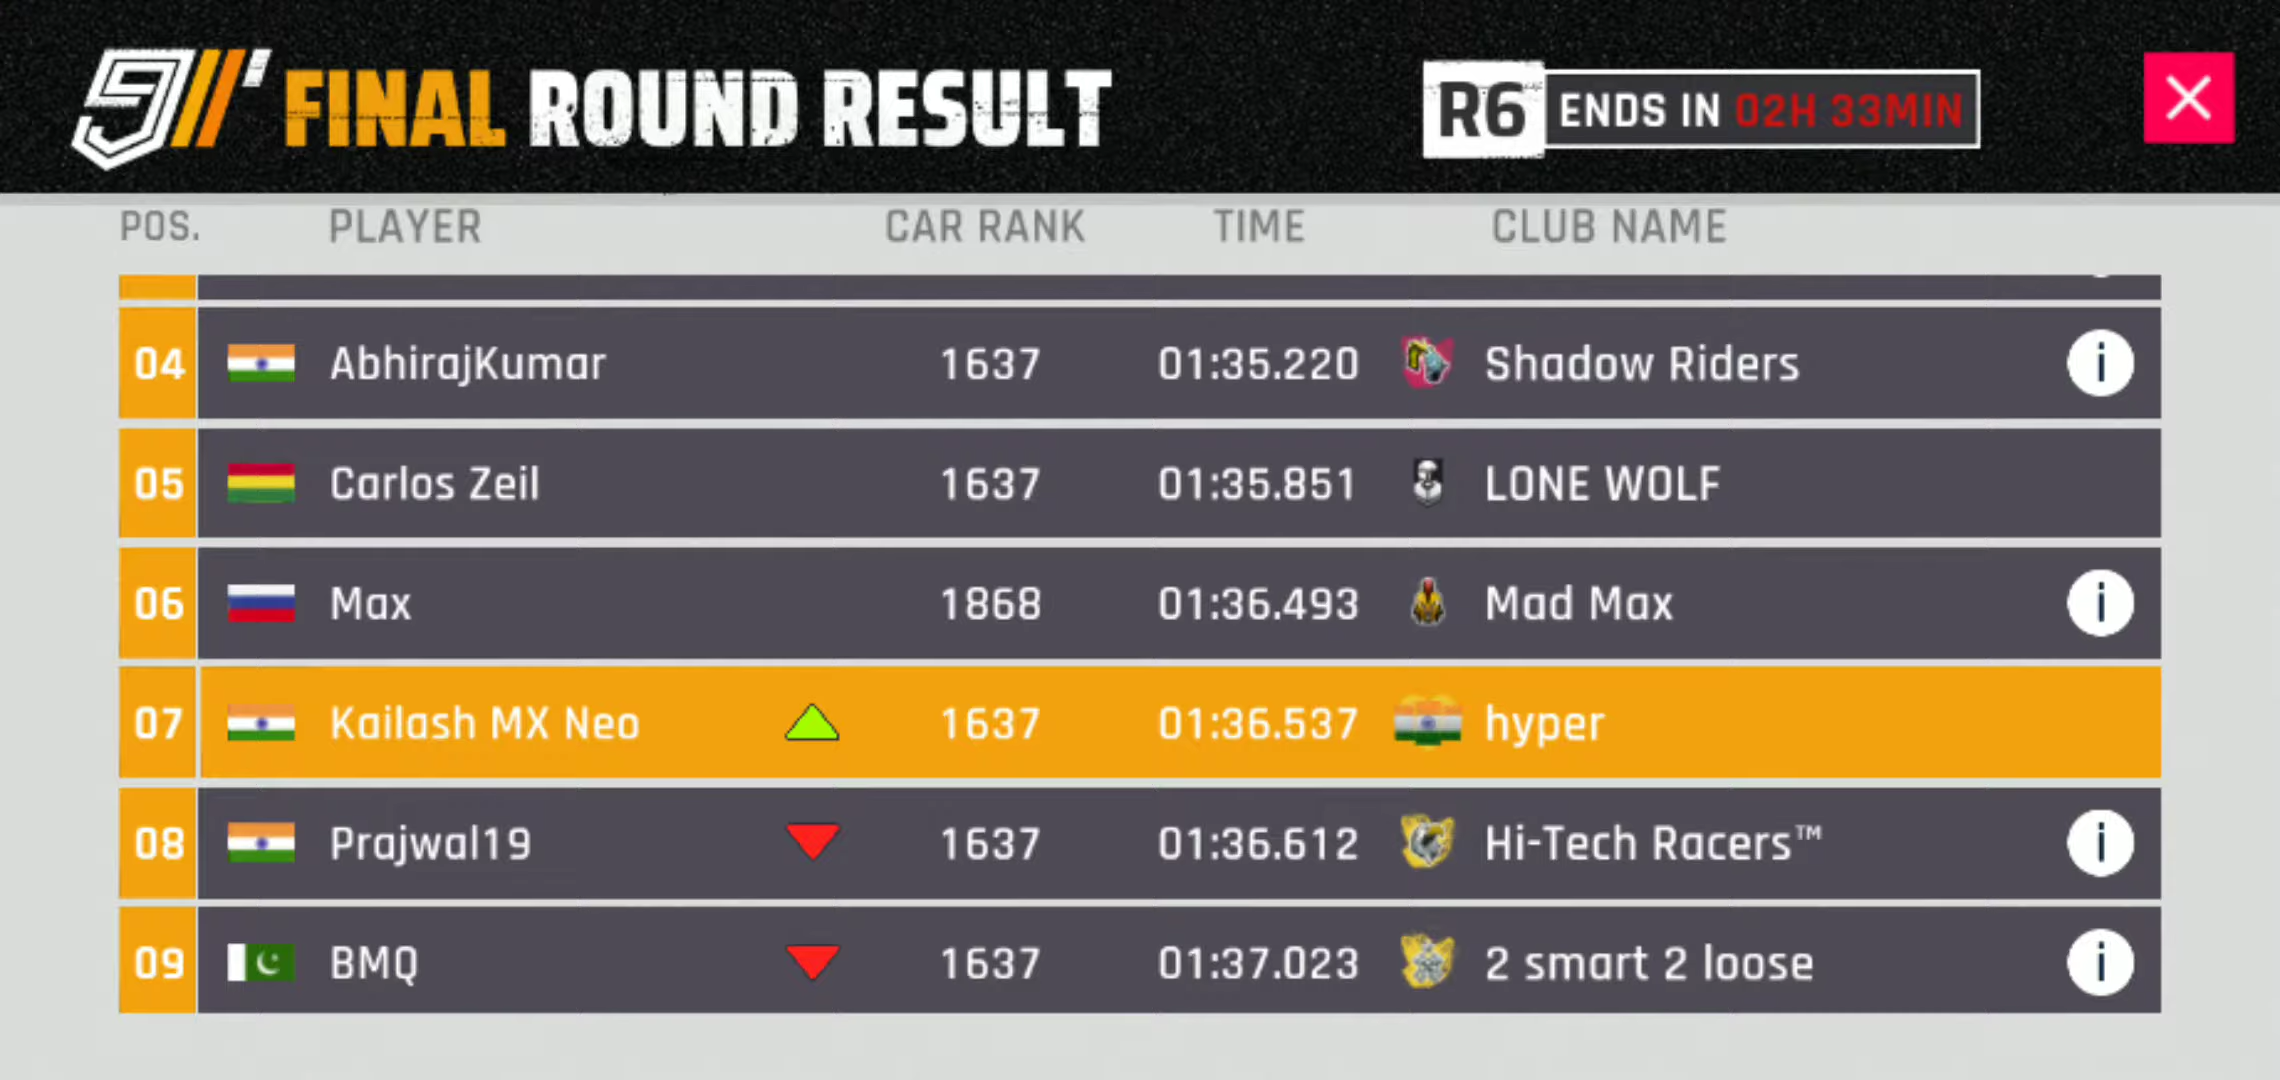 9 FINAL ROUND RESULT R6 ENDS IN 02H 33MIN
POS. PLAYER CAR RANK TIME CLUB NAME
04 AbhirajKumar 1637 01:35.220 Shadow Riders i
05 Carlos Zeil 1637 01:35.851 LONE WOLF
06 Max 1868 01:36.493 Mad Max i
07 Kailash MX Neo 1637 01:36.537 hyper
08 Prajwal19 1637 01:36.612 Hi-Tech Racers™ i
09 BMQ 1637 01:37.023 2 smart 2 loose i